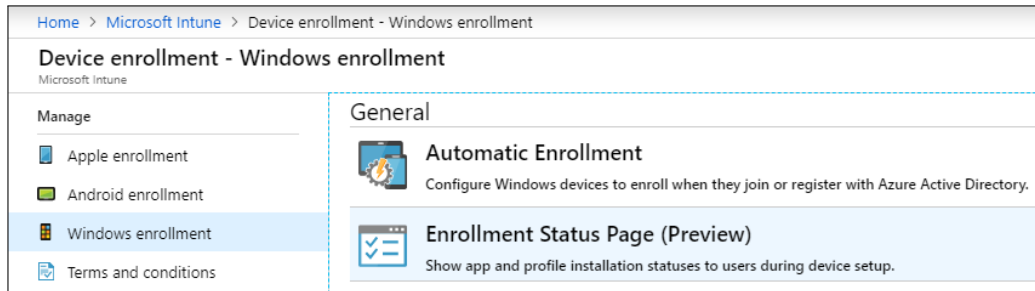 Home > Microsoft Intune > Device enrollment - Windows enrollment
Device enrollment - Windows enrollment
Microsoft Intune
Manage
Apple enrollment
Android enrollment
Windows enrollment
Terms and conditions
General
Automatic Enrollment
Configure Windows devices to enroll when they join or register with Azure Active Directory.
Enrollment Status Page (Preview)
Show app and profile installation statuses to users during device setup.